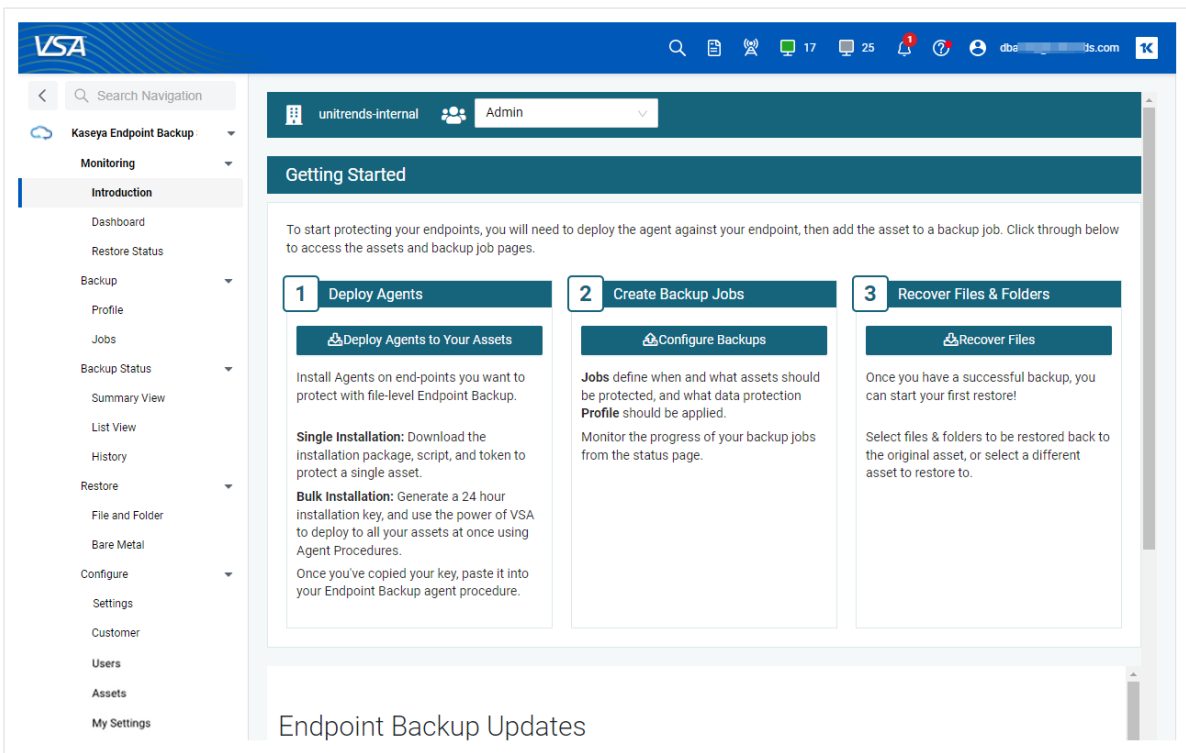 VSA
17
25
1
dba
ds.com
K
Search Navigation
Kaseya Endpoint Backup
Monitoring
Introduction
Dashboard
Restore Status
Backup
Profile
Jobs
Backup Status
Summary View
List View
History
Restore
File and Folder
Bare Metal
Configure
Settings
Customer
Users
Assets
My Settings
unitrends-internal
Admin
Getting Started
To start protecting your endpoints, you will need to deploy the agent against your endpoint, then add the asset to a backup job. Click through below
to access the assets and backup job pages.
1 Deploy Agents
Deploy Agents to Your Assets
Install Agents on end-points you want to
protect with file-level Endpoint Backup.
Single Installation: Download the
installation package, script, and token to
protect a single asset.
Bulk Installation: Generate a 24 hour
installation key, and use the power of VSA
to deploy to all your assets at once using
Agent Procedures.
Once you've copied your key, paste it into
your Endpoint Backup agent procedure.
2 Create Backup Jobs
Configure Backups
Jobs define when and what assets should
be protected, and what data protection
Profile should be applied.
Monitor the progress of your backup jobs
from the status page.
3 Recover Files & Folders
Recover Files
Once you have a successful backup, you
can start your first restore!
Select files & folders to be restored back to
the original asset, or select a different
asset to restore to.
Endpoint Backup Updates